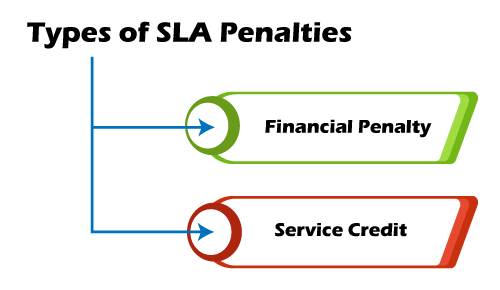 Types of SLA Penalties
Financial Penalty
Service Credit